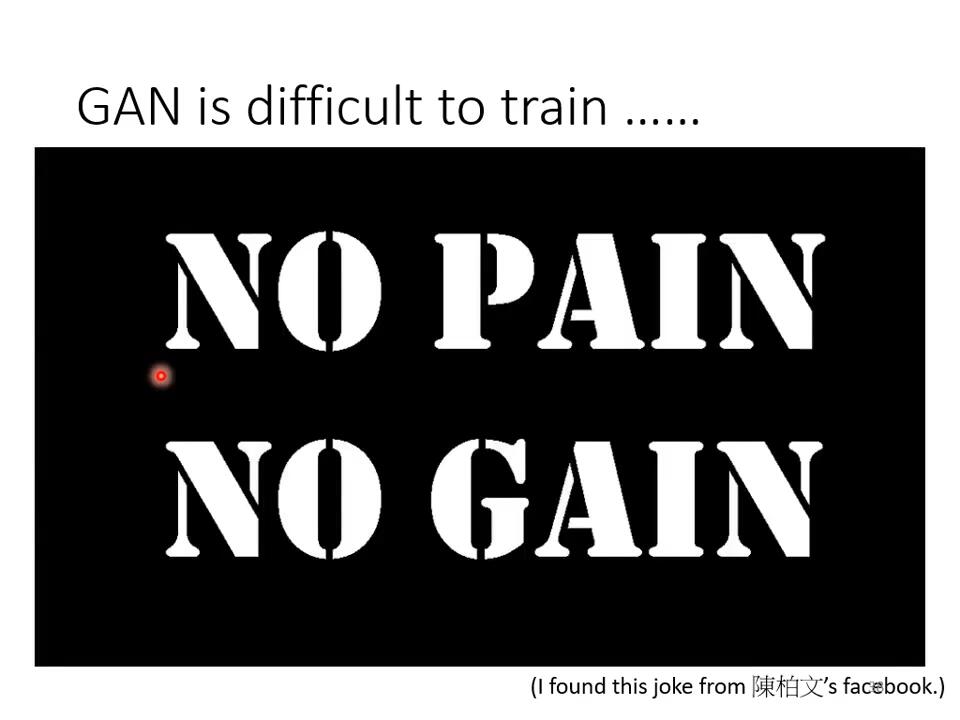 GAN is difficult to train ......
NO PAIN
NO GAIN
(I found this joke from 陳柏文's facebook.)